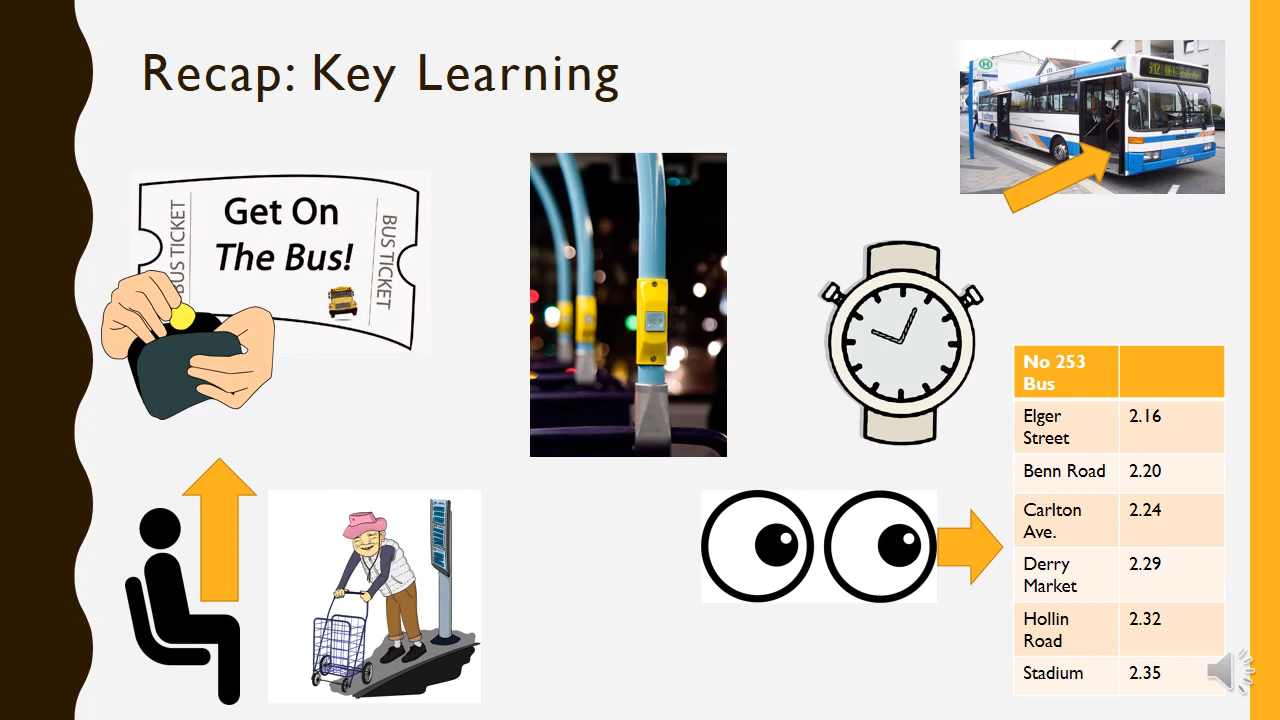 Recap: Key Learning
BUS TICKET
Get On
The Bus!
BUS TICKET
H
No 253
Bus
Elger
Street
2.16
Benn Road
2.20
Carlton
Ave.
2.24
Derry
Market
2.29
Hollin
Road
2.32
Stadium
2.35